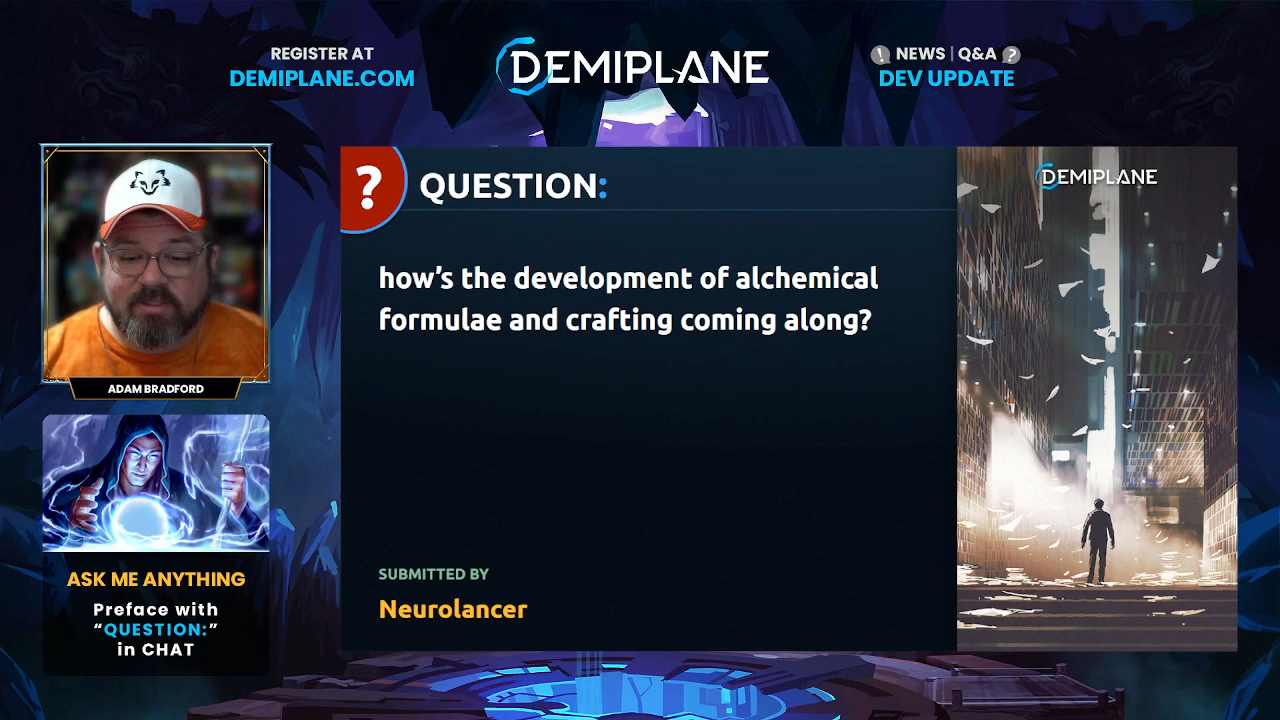 REGISTER AT
DEMIPLANE.COM
DEMIPLANE
! NEWS | Q&A ?
DEV UPDATE
ADAM BRADFORD
ASK ME ANYTHING
Preface with
“QUESTION:”
in CHAT
? QUESTION:
how’s the development of alchemical
formulae and crafting coming along?
SUBMITTED BY
Neurolancer
DEMIPLANE